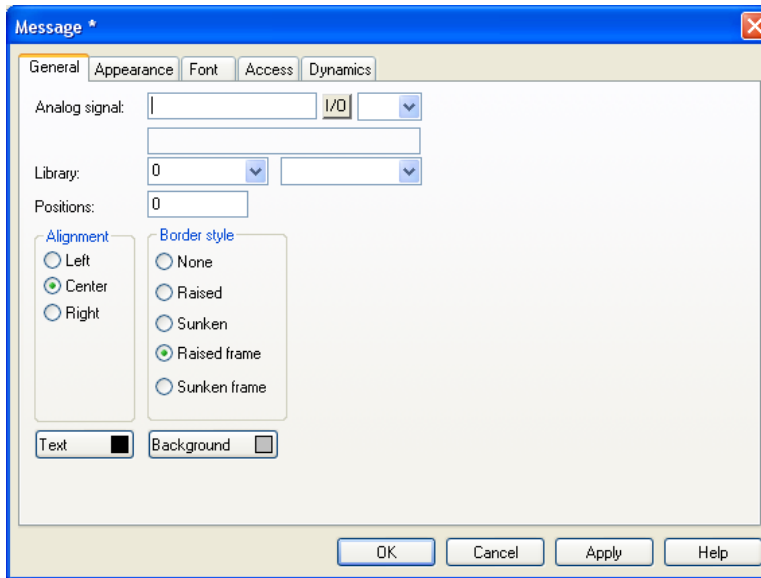 Message *
General Appearance Font Access Dynamics
Analog signal: I/O
Library: 0
Positions: 0
Alignment Border style
Left None
Center Raised
Right Sunken
Raised frame
Sunken frame
Text Background
OK Cancel Apply Help